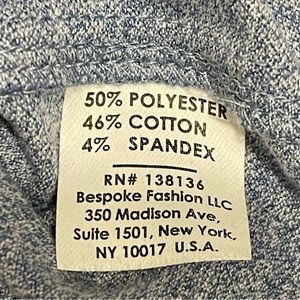 50% POLYESTER
46% COTTON
4% SPANDEX
RN# 138136
Bespoke Fashion LLC
350 Madison Ave,
Suite 1501, New York,
NY 10017 U.S.A.